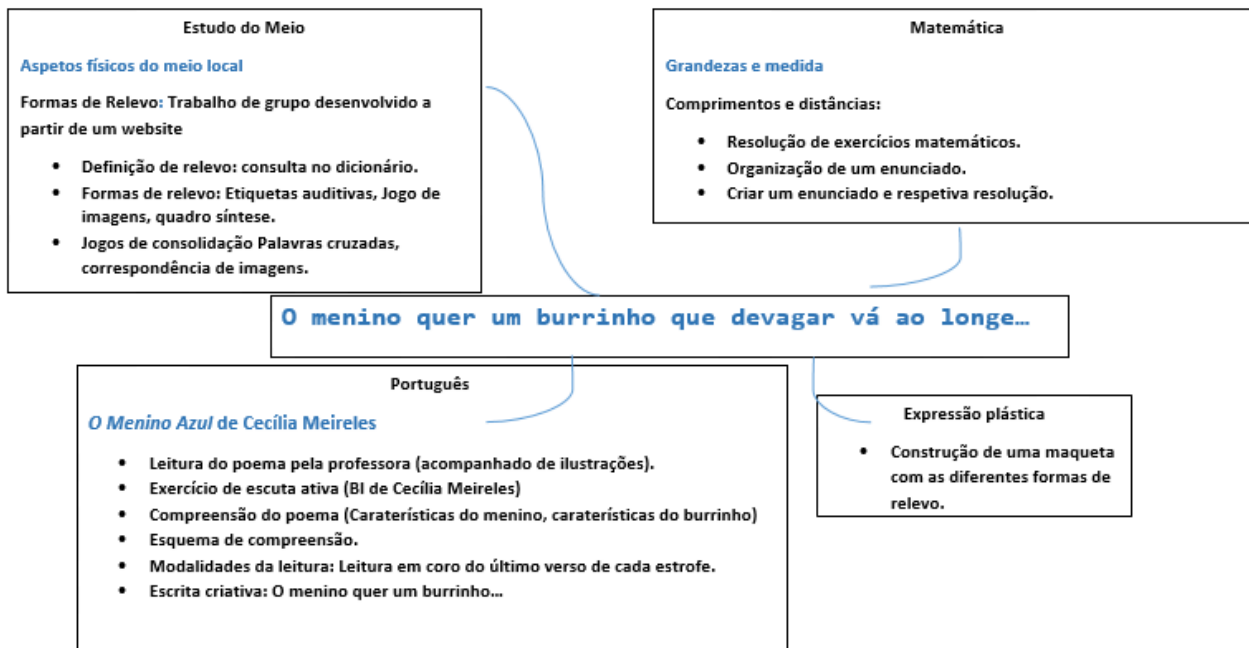 Estudo do Meio
Aspetos físicos do meio local
Formas de Relevo: Trabalho de grupo desenvolvido a
partir de um website
• Definição de relevo: consulta no dicionário.
• Formas de relevo: Etiquetas auditivas, Jogo de
imagens, quadro síntese.
• Jogos de consolidação Palavras cruzadas,
correspondência de imagens.
Matemática
Grandezas e medida
Comprimentos e distâncias:
• Resolução de exercícios matemáticos.
• Organização de um enunciado.
• Criar um enunciado e respetiva resolução.
O menino quer um burrinho que devagar vá ao longe…
Português
O Menino Azul de Cecília Meireles
• Leitura do poema pela professora (acompanhado de ilustrações).
• Exercício de escuta ativa (BI de Cecília Meireles)
• Compreensão do poema (Caraterísticas do menino, caraterísticas do burrinho)
• Esquema de compreensão.
• Modalidades da leitura: Leitura em coro do último verso de cada estrofe.
• Escrita criativa: O menino quer um burrinho…
Expressão plástica
• Construção de uma maqueta
com as diferentes formas de
relevo.